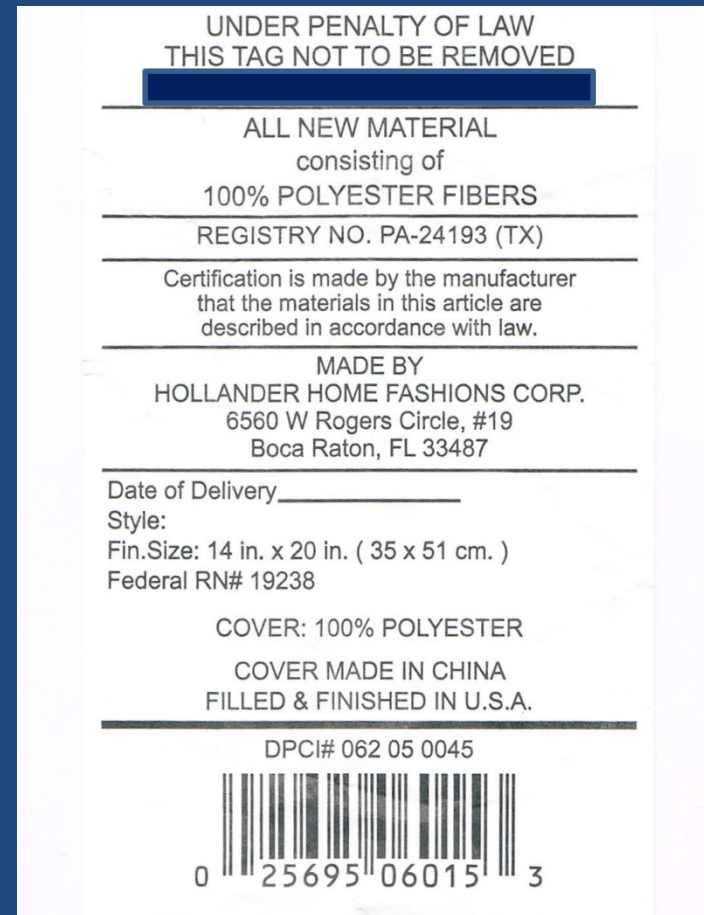 UNDER PENALTY OF LAW
THIS TAG NOT TO BE REMOVED
ALL NEW MATERIAL
consisting of
100% POLYESTER FIBERS
REGISTRY NO. PA-24193 (TX)
Certification is made by the manufacturer
that the materials in this article are
described in accordance with law.
MADE BY
HOLLANDER HOME FASHIONS CORP.
6560 W Rogers Circle, #19
Boca Raton, FL 33487
Date of Delivery
Style:
Fin.Size: 14 in. x 20 in. ( 35 x 51 cm. )
Federal RN# 19238
COVER: 100% POLYESTER
COVER MADE IN CHINA
FILLED & FINISHED IN U.S.A.
DPCI# 062 05 0045
0 25695 06015 3